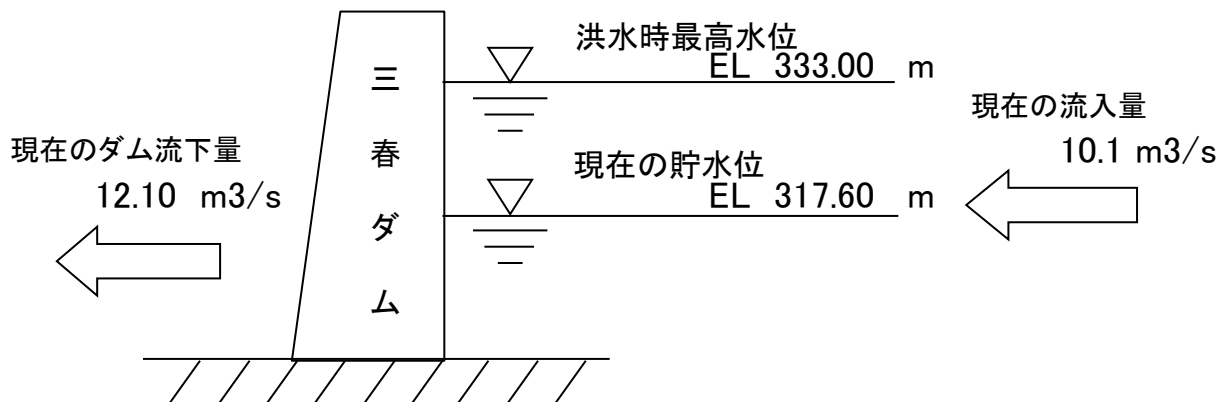 洪水時最高水位
EL 333.00 m
現在の流入量
10.1 m3/s
現在のダム流下量
12.10 m3/s
現在の貯水位
EL 317.60 m
三春ダム